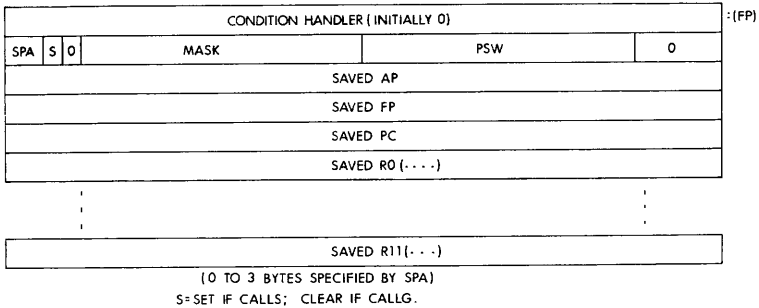 CONDITION HANDLER (INITIALLY 0) :(FP)
SPA S 0 MASK PSW 0
SAVED AP
SAVED FP
SAVED PC
SAVED R0 (....)
SAVED R11(...)
(0 TO 3 BYTES SPECIFIED BY SPA)
S=SET IF CALLS; CLEAR IF CALLG.